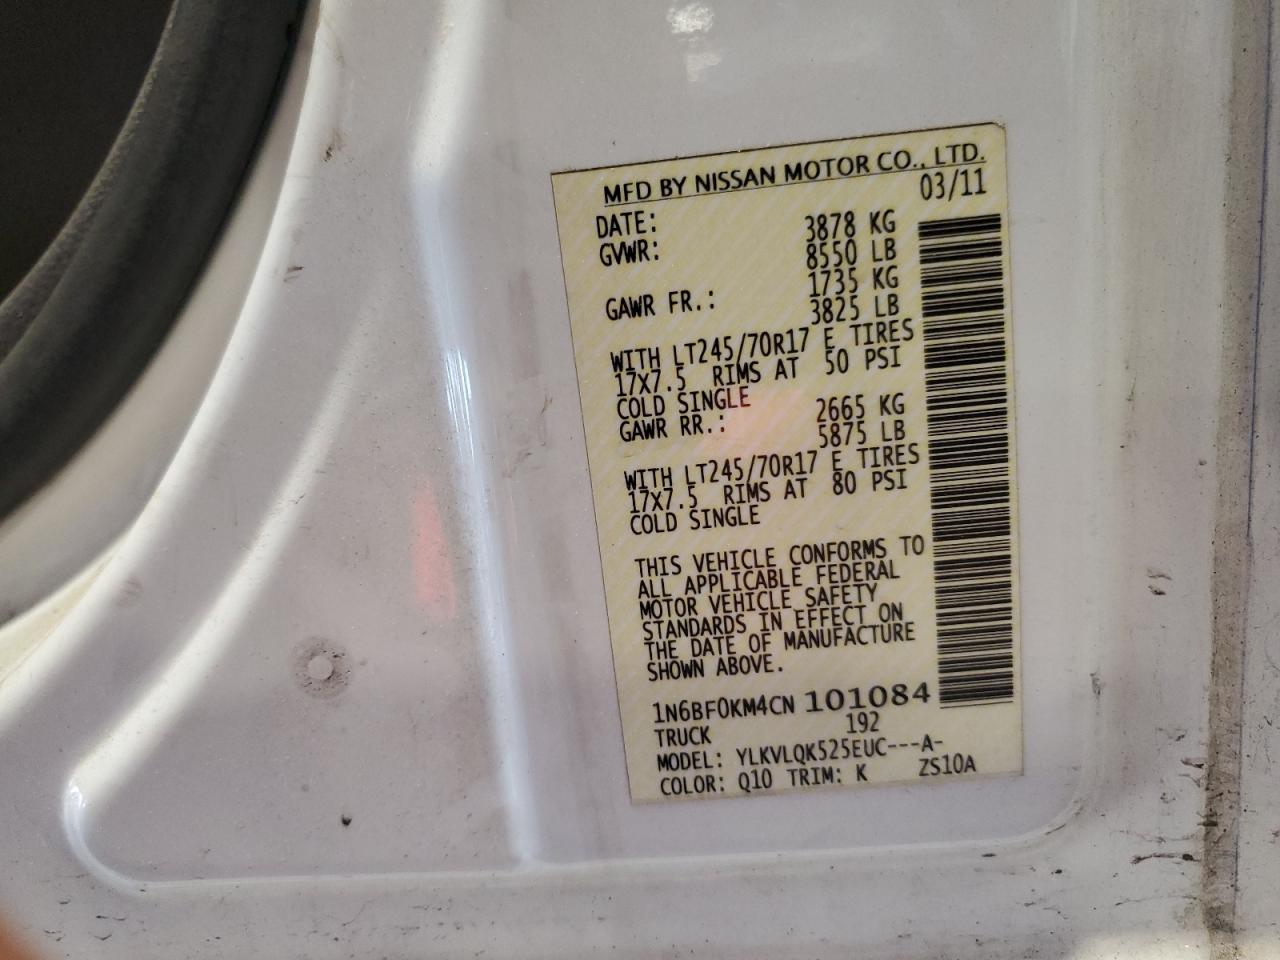 MFD BY NISSAN MOTOR CO., LTD.
DATE: 03/11
GVWR: 3878 KG
8550 LB
GAWR FR.: 1735 KG
3825 LB
WITH LT245/70R17 E TIRES
17X7.5 RIMS AT 50 PSI
COLD SINGLE
GAWR RR.: 2665 KG
5875 LB
WITH LT245/70R17 E TIRES
17X7.5 RIMS AT 80 PSI
COLD SINGLE
THIS VEHICLE CONFORMS TO
ALL APPLICABLE FEDERAL
MOTOR VEHICLE SAFETY
STANDARDS IN EFFECT ON
THE DATE OF MANUFACTURE
SHOWN ABOVE.
1N6BF0KM4CN 101084
TRUCK 192
MODEL: YLKVLQK525EUC---A-
COLOR: Q10 TRIM: K ZS10A